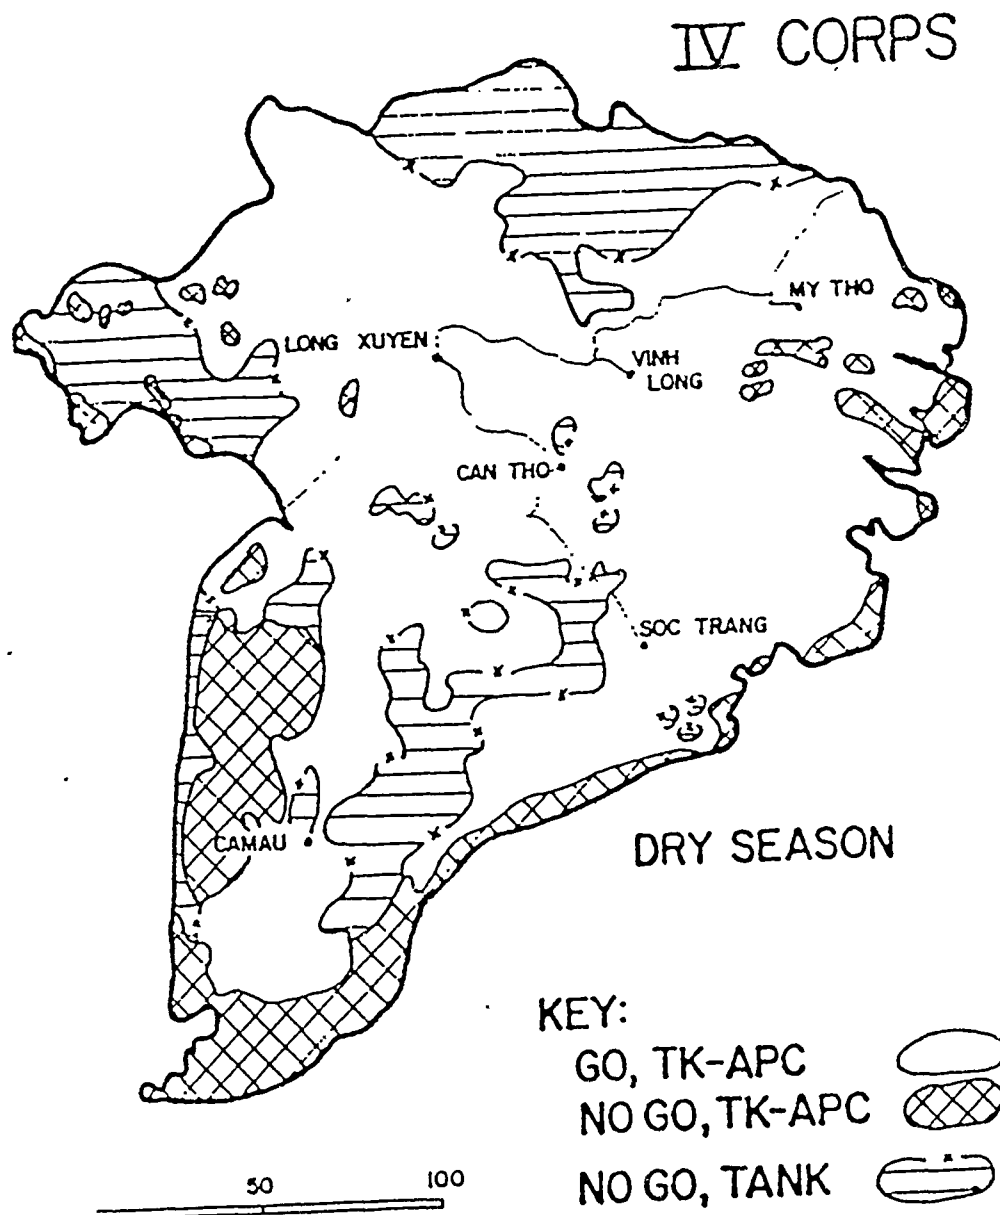 IV CORPS
MY THO
LONG XUYEN
VINH
LONG
CAN THO
SOC TRANG
CAMAU
DRY SEASON
KEY:
GO, TK-APC
NO GO, TK-APC
NO GO, TANK
50
100